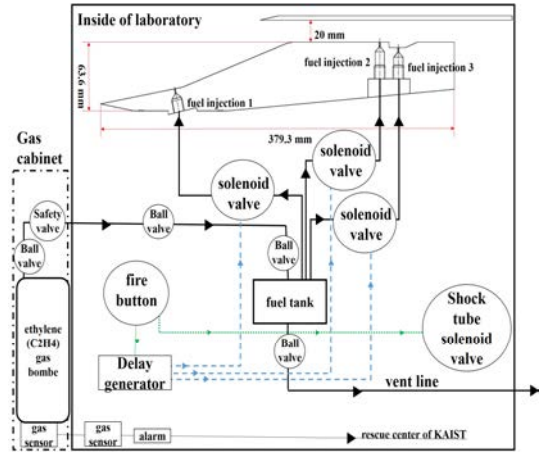 Inside of laboratory
20 mm
fuel injection 2
fuel injection 3
63.6 mm
fuel injection 1
379.3 mm
Gas
cabinet
solenoid
valve
solenoid
valve
solenoid
valve
Safety
valve
Ball
valve
Ball
valve
Ball
valve
fire
button
fuel tank
Shock
tube
solenoid
valve
ethylene
(C2H4)
gas
bombe
Delay
generator
Ball
valve
vent line
gas
sensor
gas
sensor
alarm
rescue center of KAIST